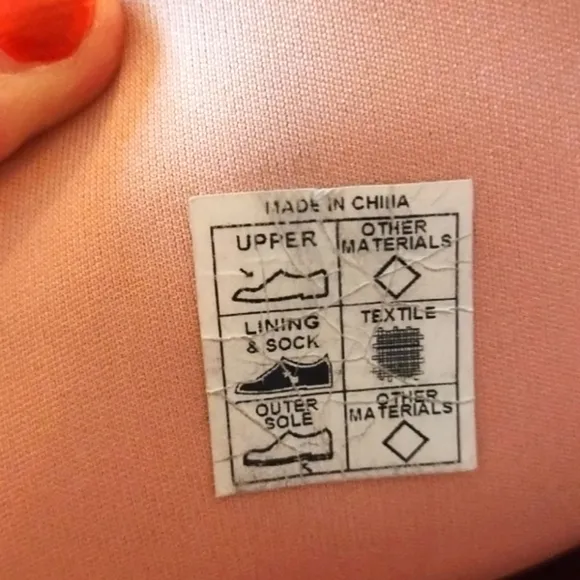 MADE IN CHINA
UPPER
OTHER
MATERIALS
LINING
& SOCK
TEXTILE
OUTER
SOLE
OTHER
MATERIALS